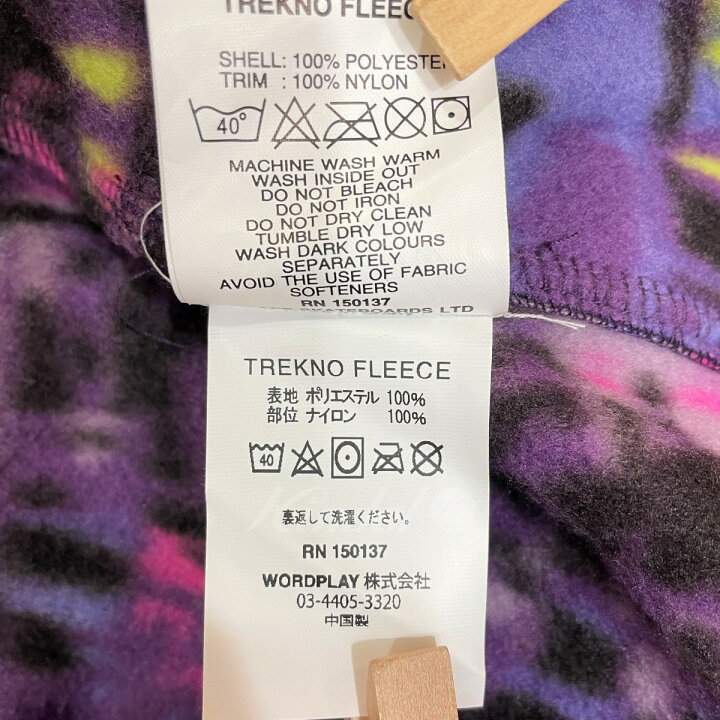 TREKNO FLEECE
SHELL: 100% POLYESTER
TRIM : 100% NYLON
40°
MACHINE WASH WARM
WASH INSIDE OUT
DO NOT BLEACH
DO NOT IRON
DO NOT DRY CLEAN
TUMBLE DRY LOW
WASH DARK COLOURS
SEPARATELY
AVOID THE USE OF FABRIC
SOFTENERS
RN 150137
SKATEBOARDS LTD
TREKNO FLEECE
表地 ポリエステル 100%
部位 ナイロン 100%
40
裏返して洗濯ください。
RN 150137
WORDPLAY 株式会社
03-4405-3320
中国製